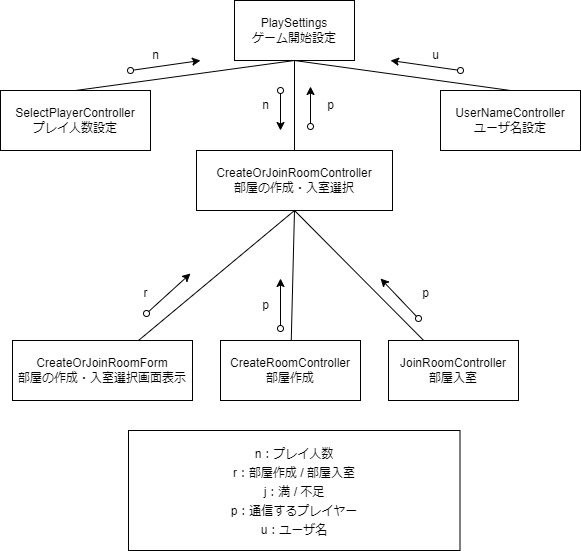 PlaySettings
ゲーム開始設定
n
u
SelectPlayerController
プレイ人数設定
n
p
UserNameController
ユーザ名設定
CreateOrJoinRoomController
部屋の作成・入室選択
r
p
p
CreateOrJoinRoomForm
部屋の作成・入室選択画面表示
CreateRoomController
部屋作成
JoinRoomController
部屋入室
n：プレイ人数
r：部屋作成 / 部屋入室
j：満 / 不足
p：通信するプレイヤー
u：ユーザ名